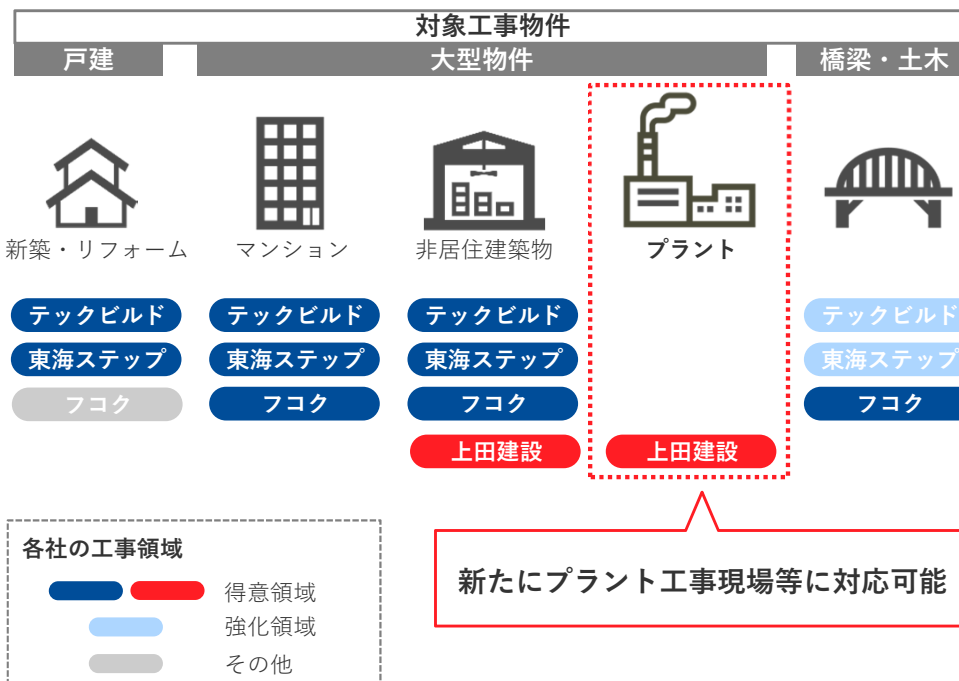 対象工事物件
戸建
大型物件
橋梁・土木
新築・リフォーム
マンション
非居住建築物
プラント
テックビルド
テックビルド
テックビルド
テックビルド
東海ステップ
東海ステップ
東海ステップ
東海ステップ
フコク
フコク
フコク
フコク
上田建設
上田建設
各社の工事領域
得意領域
強化領域
その他
新たにプラント工事現場等に対応可能